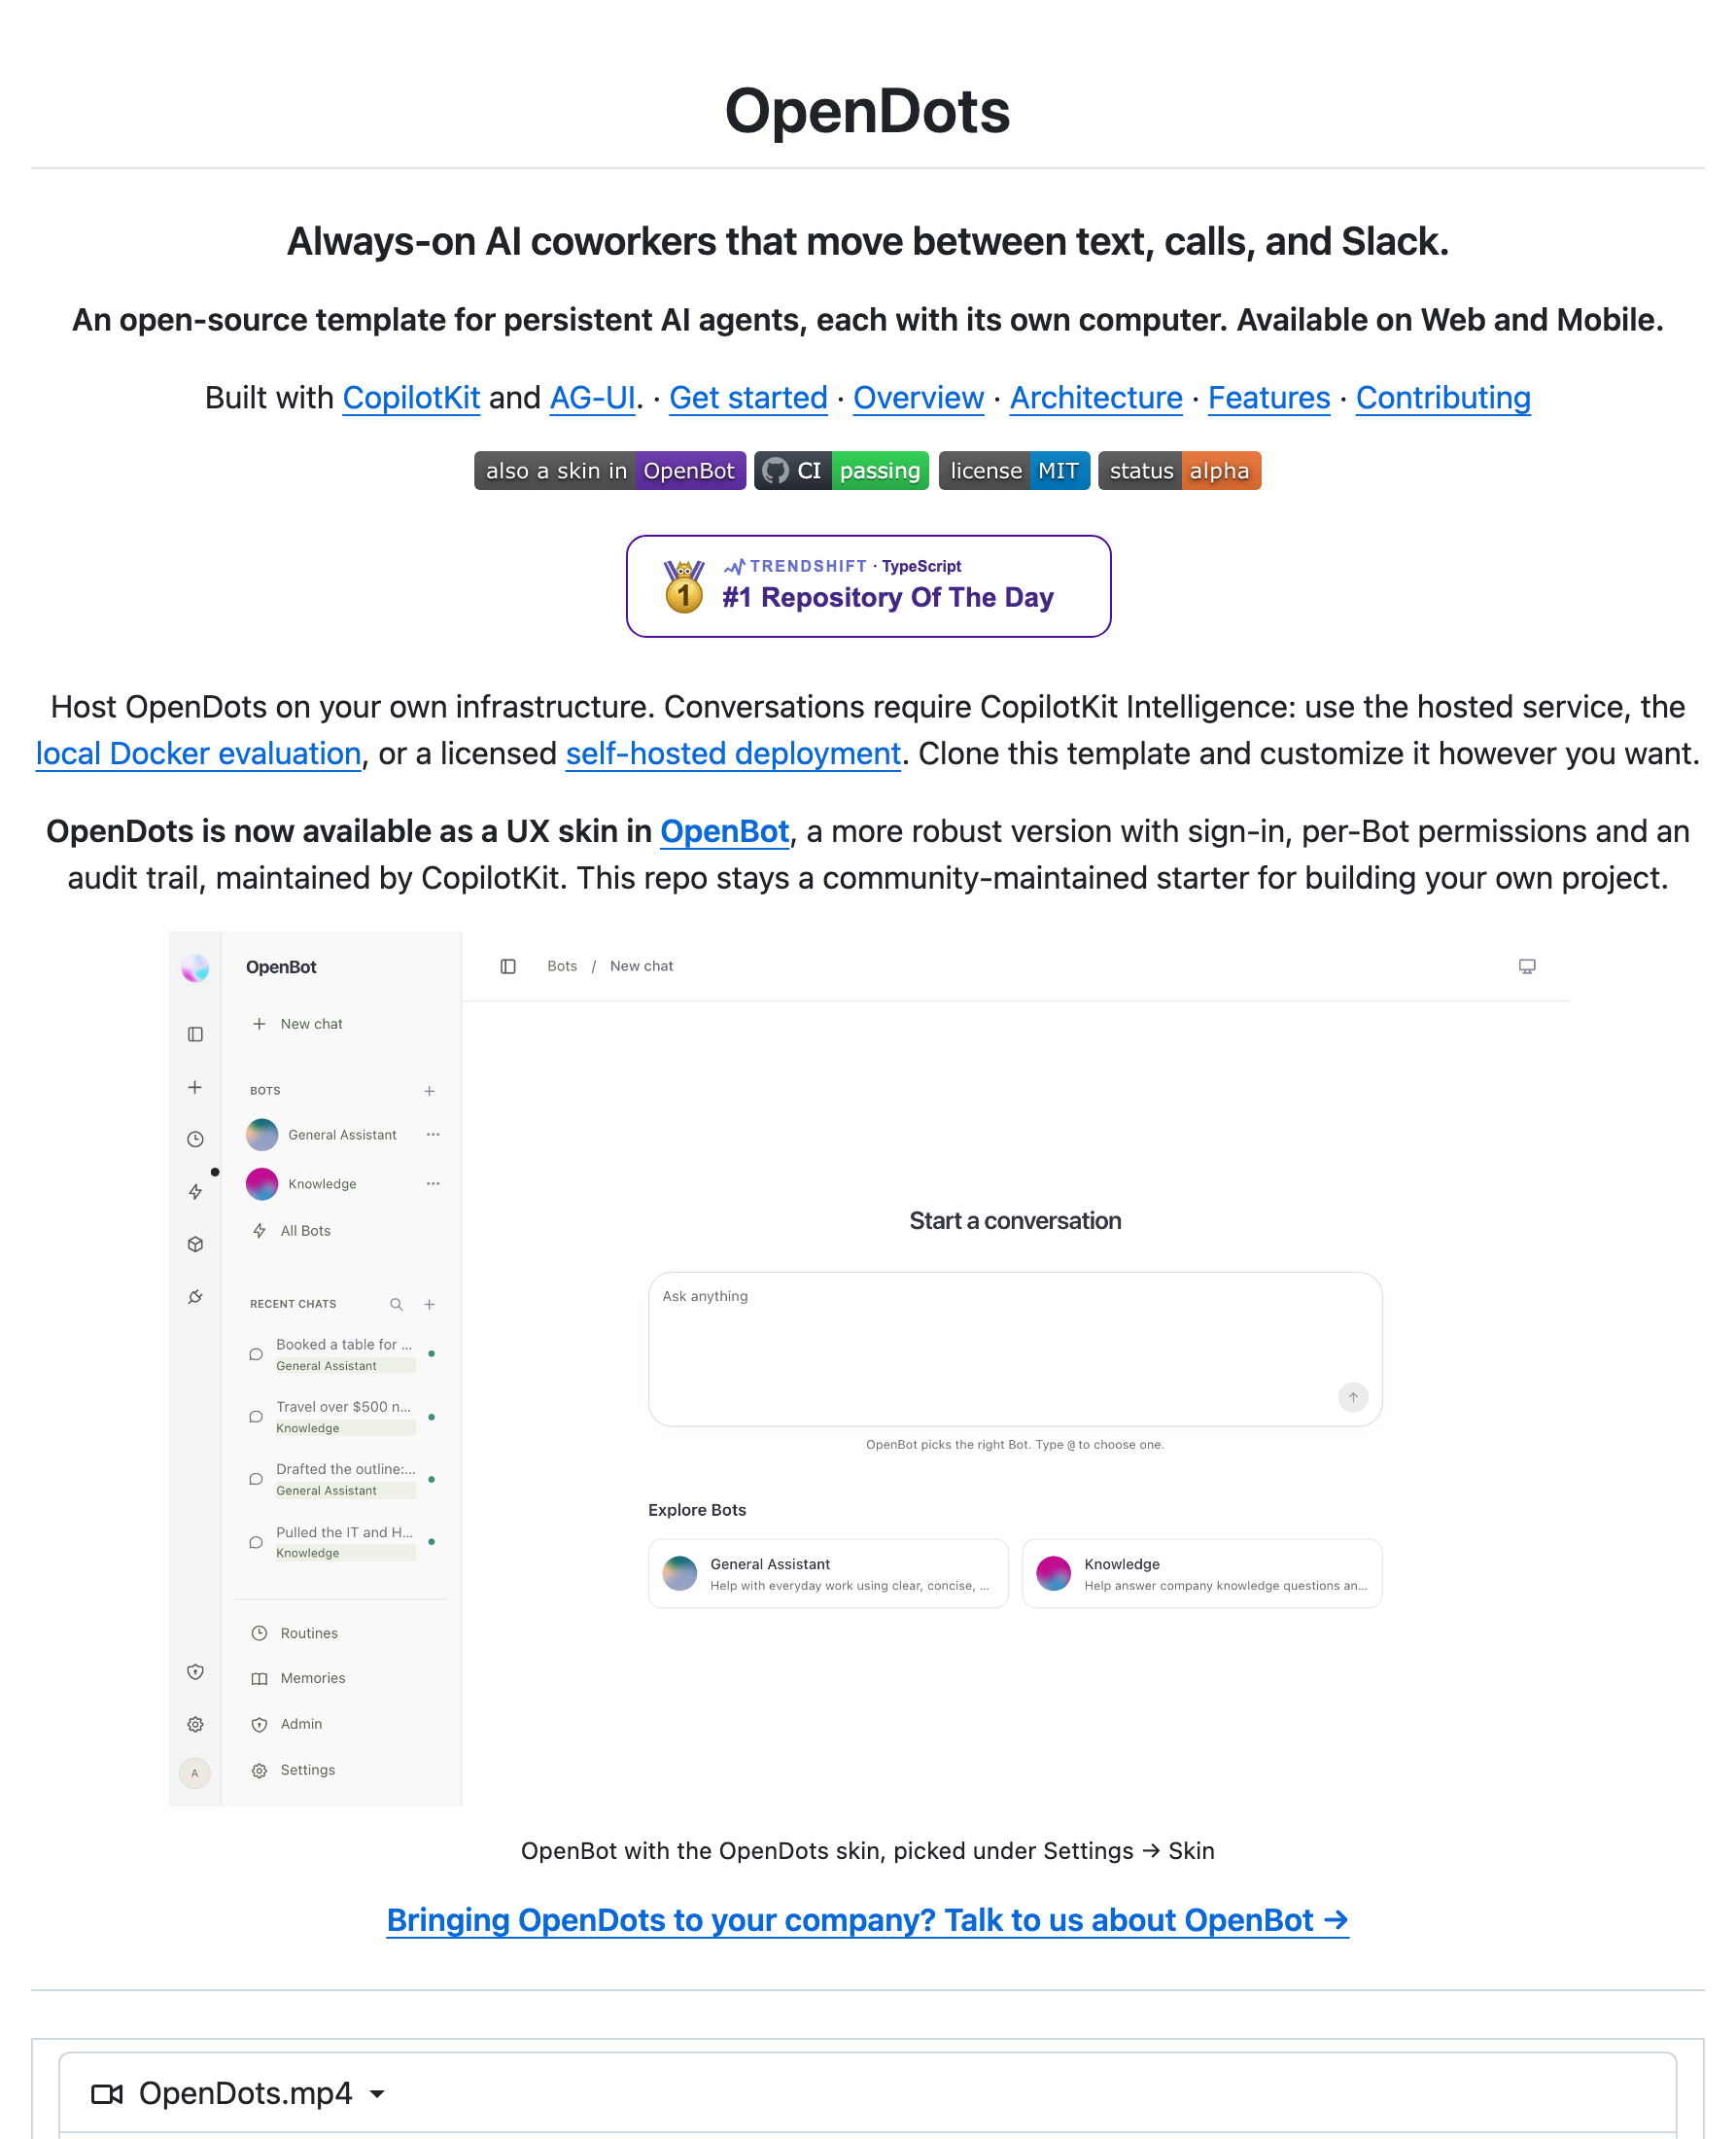 OpenDots
Always-on AI coworkers that move between text, calls, and Slack.
An open-source template for persistent AI agents, each with its own computer. Available on Web and Mobile.
Built with CopilotKit and AG-UI. · Get started · Overview · Architecture · Features · Contributing
also a skin in OpenBot CI passing license MIT status alpha
1 TRENDSHIFT · TypeScript
#1 Repository Of The Day
Host OpenDots on your own infrastructure. Conversations require CopilotKit Intelligence: use the hosted service, the
local Docker evaluation, or a licensed self-hosted deployment. Clone this template and customize it however you want.
OpenDots is now available as a UX skin in OpenBot, a more robust version with sign-in, per-Bot permissions and an
audit trail, maintained by CopilotKit. This repo stays a community-maintained starter for building your own project.
OpenBot
New chat
BOTS
General Assistant
Knowledge
All Bots
RECENT CHATS
Booked a table for ...
General Assistant
Travel over $500 n...
Knowledge
Drafted the outline:...
General Assistant
Pulled the IT and H...
Knowledge
Routines
Memories
Admin
Settings
A
Bots / New chat
Start a conversation
Ask anything
OpenBot picks the right Bot. Type @ to choose one.
Explore Bots
General Assistant
Help with everyday work using clear, concise, ...
Knowledge
Help answer company knowledge questions an...
OpenBot with the OpenDots skin, picked under Settings → Skin
Bringing OpenDots to your company? Talk to us about OpenBot →
OpenDots.mp4